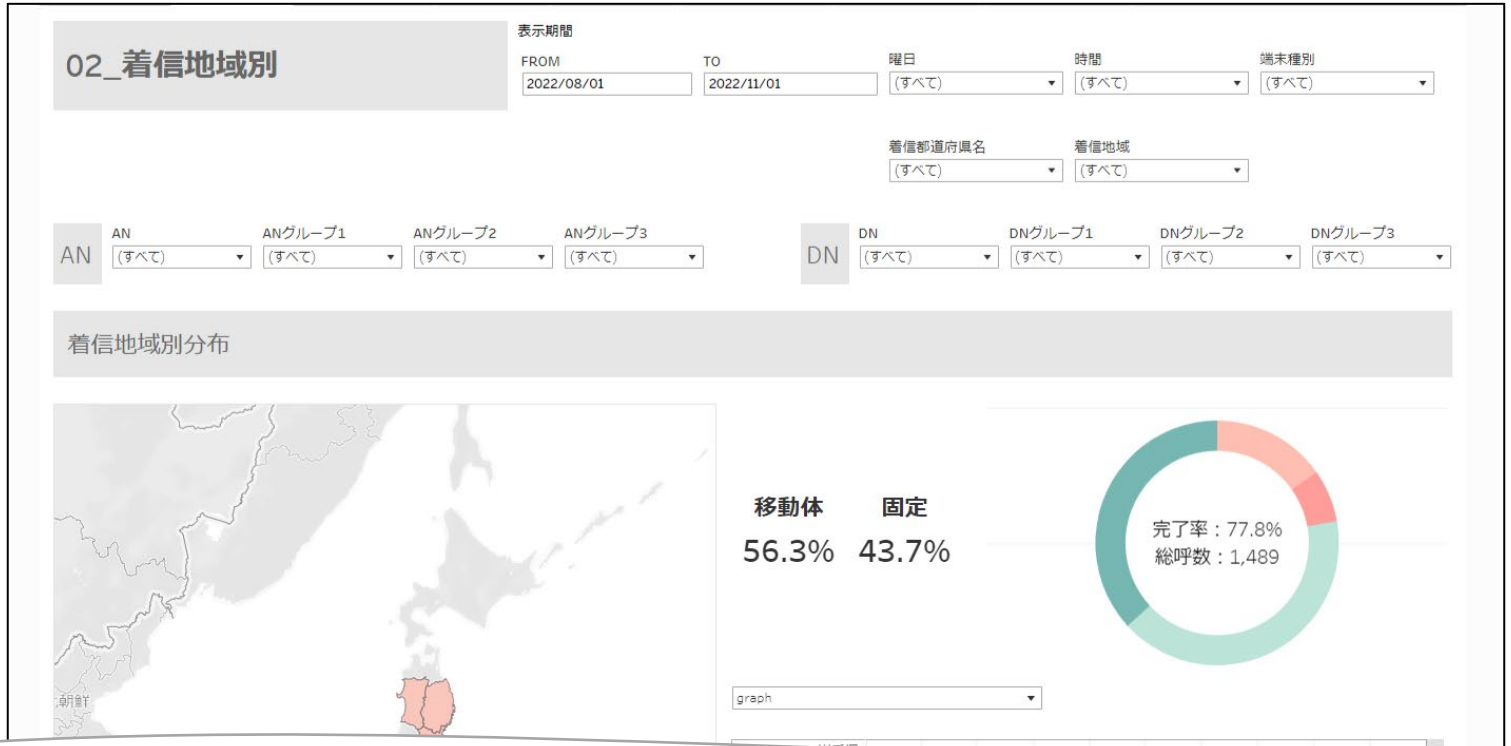 02_着信地域別
表示期間
FROM
TO
曜日
時間
端末種別
2022/08/01
2022/11/01
(すべて)
(すべて)
(すべて)
着信都道府県名
着信地域
(すべて)
(すべて)
AN
AN
ANグループ1
ANグループ2
ANグループ3
(すべて)
(すべて)
(すべて)
(すべて)
DN
DN
DNグループ1
DNグループ2
DNグループ3
(すべて)
(すべて)
(すべて)
(すべて)
着信地域別分布
移動体
固定
56.3%
43.7%
完了率:77.8%
総呼数:1,489
朝鮮
graph